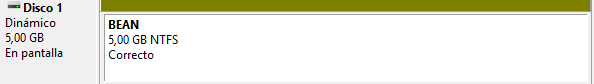 Disco 1
Dinámico
5,00 GB
En pantalla
BEAN
5,00 GB NTFS
Correcto